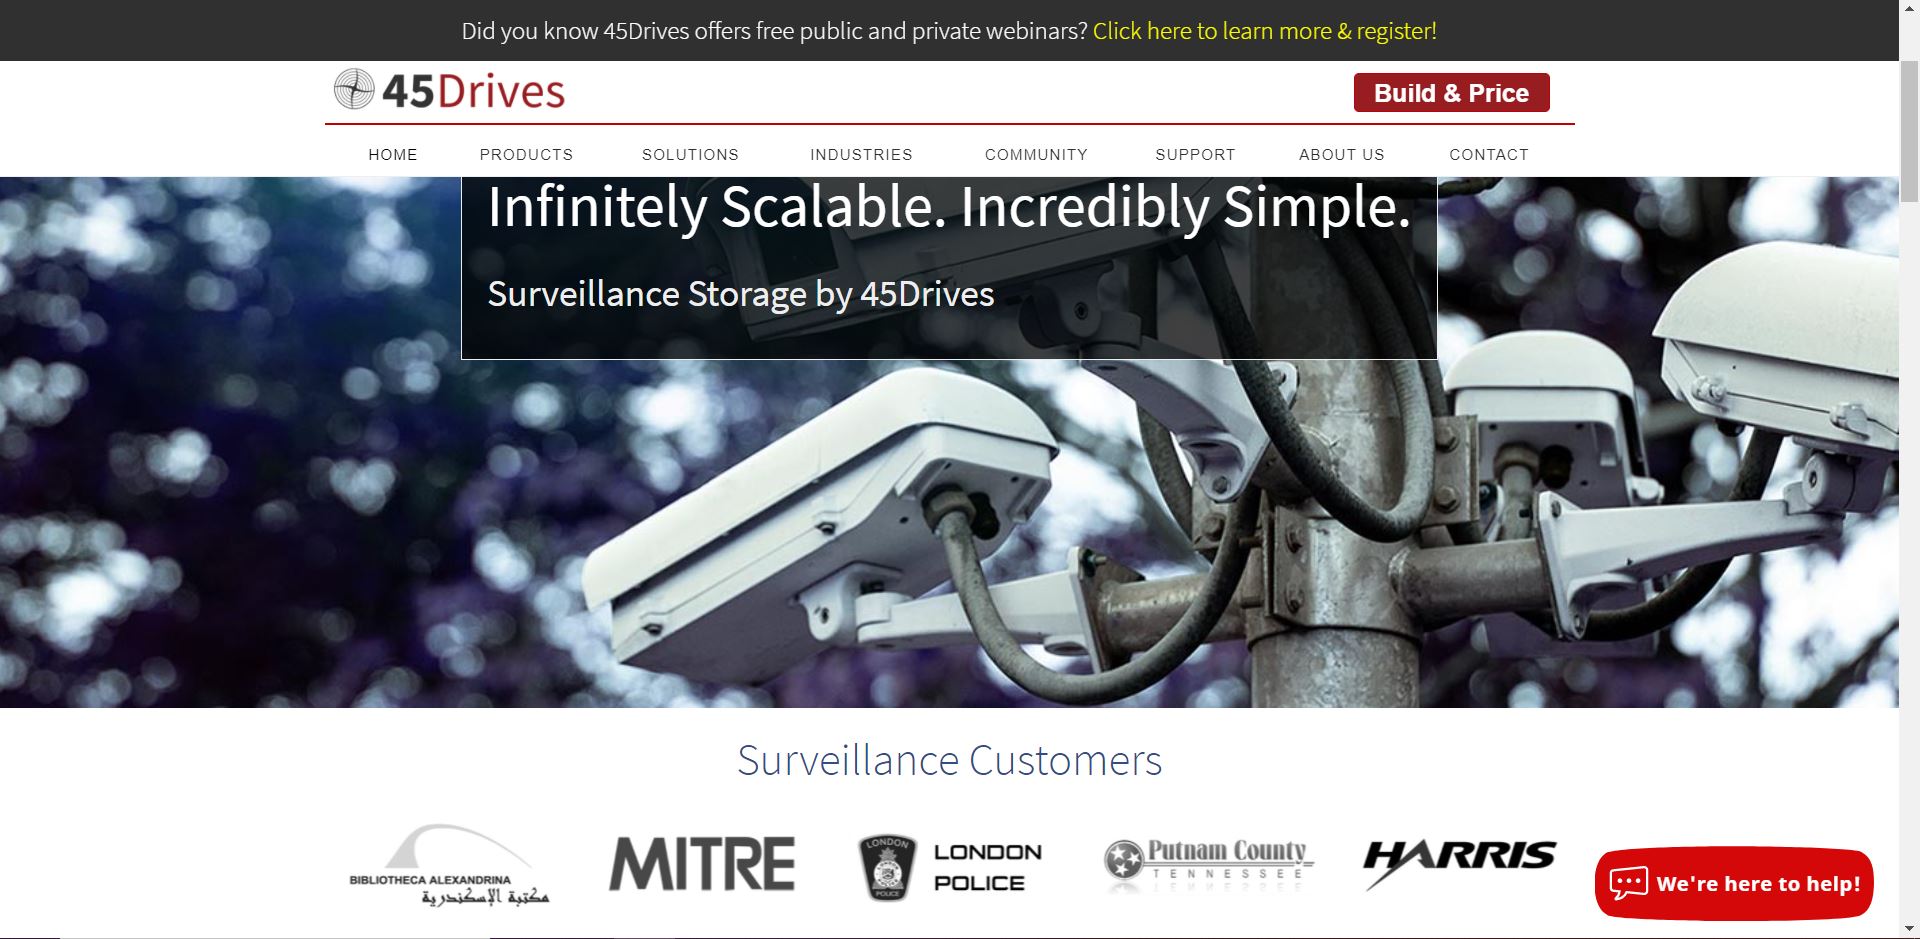 Did you know 45Drives offers free public and private webinars? Click here to learn more & register!
45Drives
Build & Price
HOME PRODUCTS SOLUTIONS INDUSTRIES COMMUNITY SUPPORT ABOUT US CONTACT
Infinitely Scalable. Incredibly Simple.
Surveillance Storage by 45Drives
Surveillance Customers
BIBLIOTHECA ALEXANDRINA
مكتبة الإسكندرية
MITRE
LONDON
POLICE
LONDON
POLICE
Putnam County
TENNESSEE
HARRIS
We're here to help!